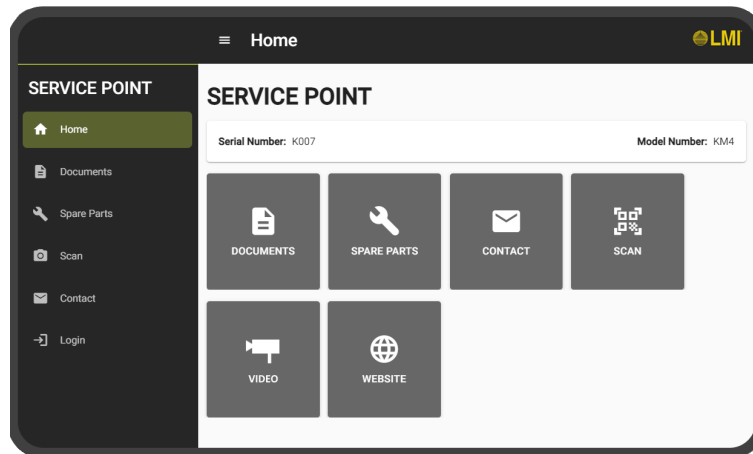 Home
LMI
SERVICE POINT
Home
Documents
Spare Parts
Scan
Contact
Login
SERVICE POINT
Serial Number: K007
Model Number: KM4
DOCUMENTS
SPARE PARTS
CONTACT
SCAN
VIDEO
WEBSITE